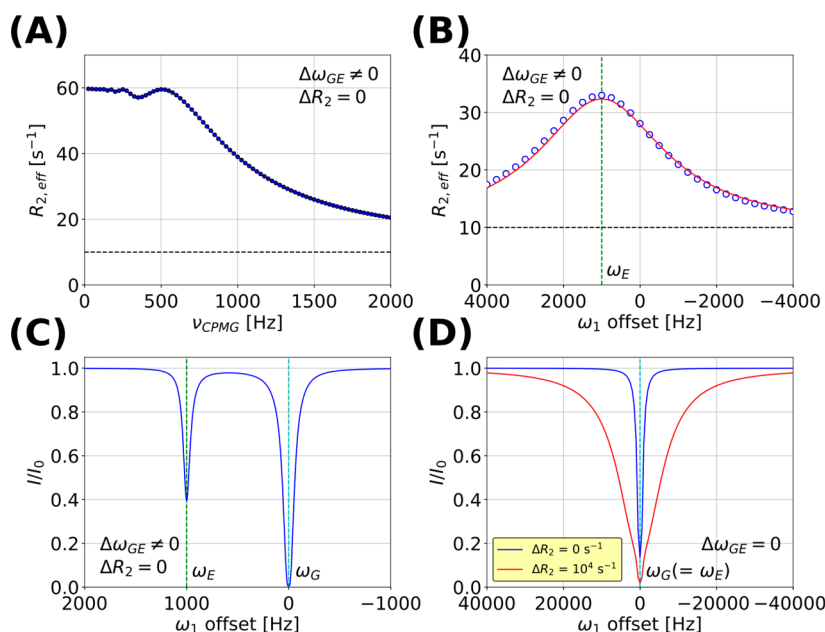 (A)
60
40
20
0
R2,eff [s⁻¹]
ΔωGE ≠ 0
ΔR2 = 0
0 500 1000 1500 2000
νCPMG [Hz]
(B)
40
30
20
10
0
R2,eff [s⁻¹]
ΔωGE ≠ 0
ΔR2 = 0
ωE
4000 2000 0 −2000 −4000
ω1 offset [Hz]
(C)
1.0
0.8
0.6
0.4
0.2
0.0
I/I0
ΔωGE ≠ 0
ΔR2 = 0
ωE
ωG
2000 1000 0 −1000
ω1 offset [Hz]
(D)
1.0
0.8
0.6
0.4
0.2
0.0
I/I0
ΔR2 = 0 s⁻¹
ΔR2 = 10⁴ s⁻¹
ΔωGE = 0
ωG(= ωE)
40000 20000 0 −20000 −40000
ω1 offset [Hz]